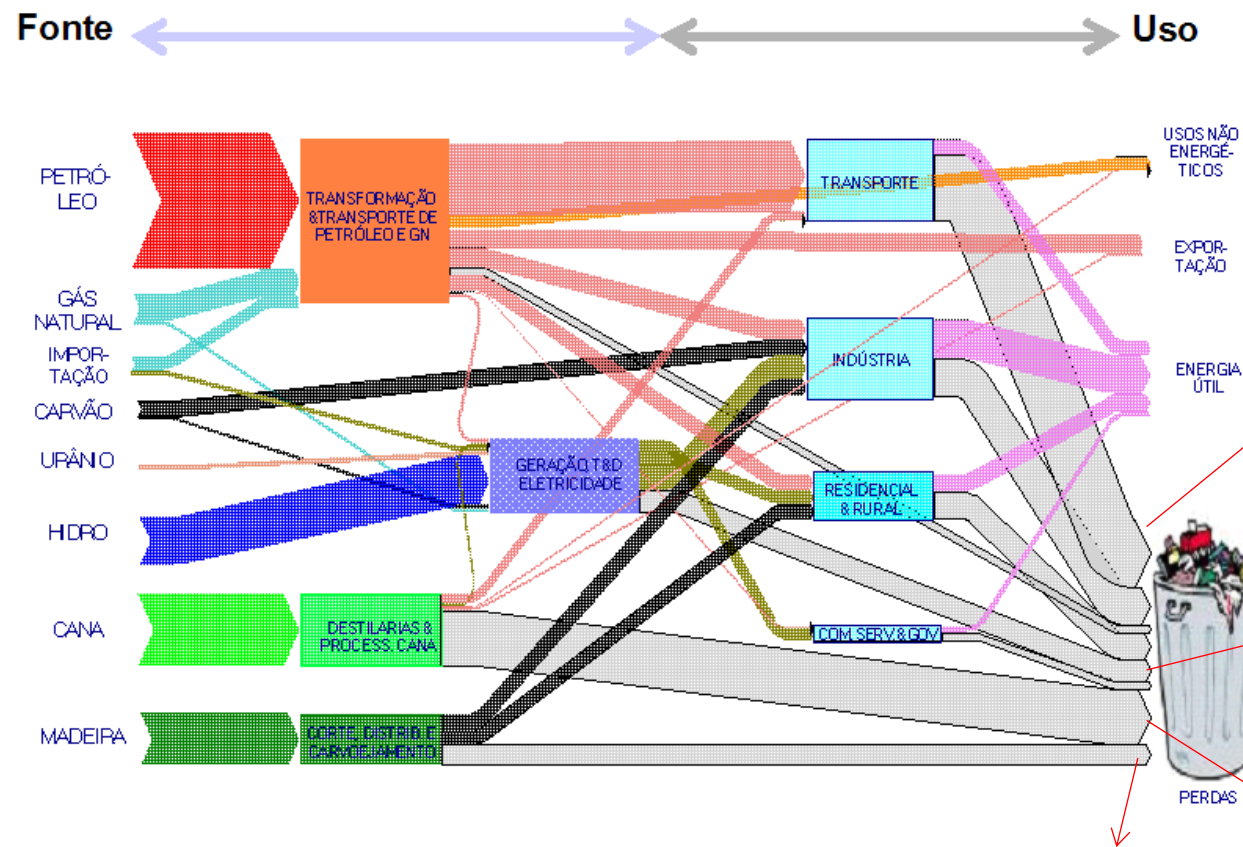 Fonte
Uso
PETRÓ-
LEO
GÁS
NATURAL
IMPOR-
TAÇÃO
CARVÃO
URÂNIO
HIDRO
CANA
MADEIRA
TRANSFORMAÇÃO
&TRANSPORTE DE
PETRÓLEO E GN
GERAÇÃO, T&D
ELETRICIDADE
DESTILARIAS &
PROCESS. CANA
CORTE, DISTRIB. E
CARVOEJAMENTO
TRANSPORTE
INDÚSTRIA
RESIDENCIAL
& RURAL
COM. SERV. & GOV
USOS NÃO
ENERGÉ-
TICOS
EXPOR-
TAÇÃO
ENERGIA
ÚTIL
PERDAS